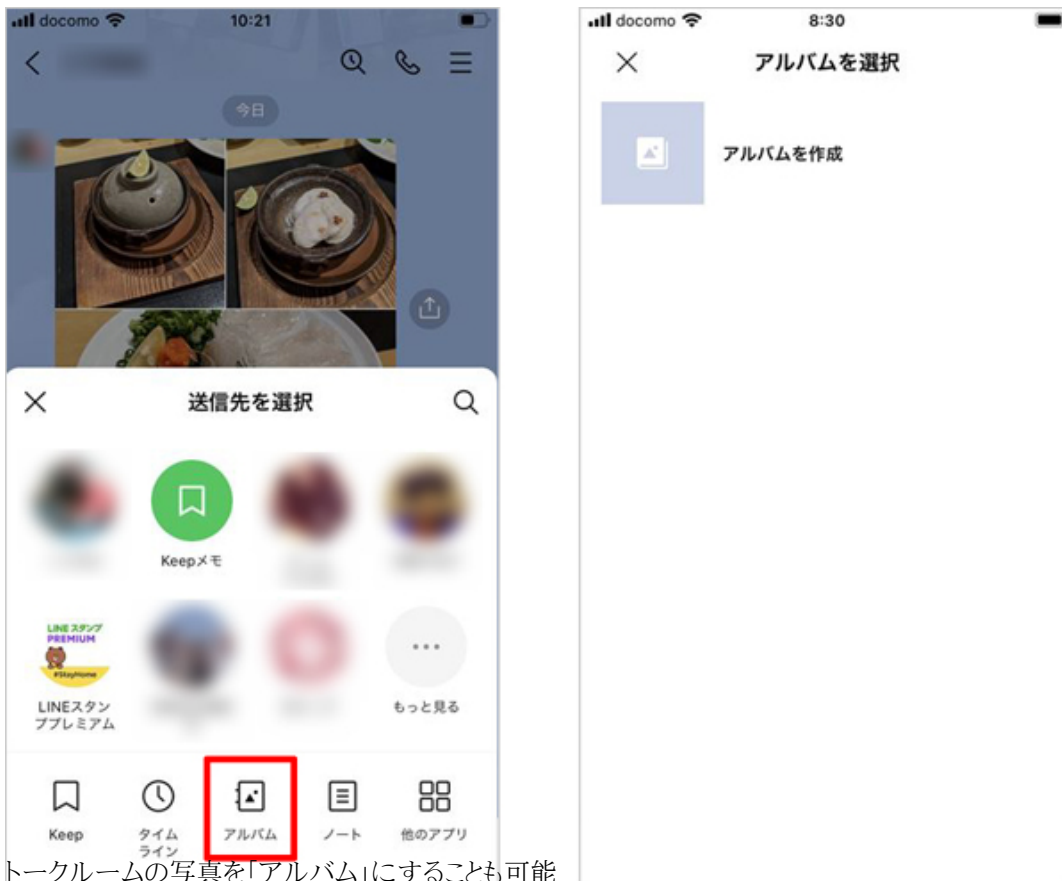 docomo 10:21
今日
送信先を選択
Keepメモ
LINE スタンプ
PREMIUM
#StayHome
LINEスタン
ププレミアム
もっと見る
Keep
タイム
ライン
アルバム
ノート
他のアプリ
トークルームの写真を「アルバム」にすることも可能
docomo 8:30
アルバムを選択
アルバムを作成